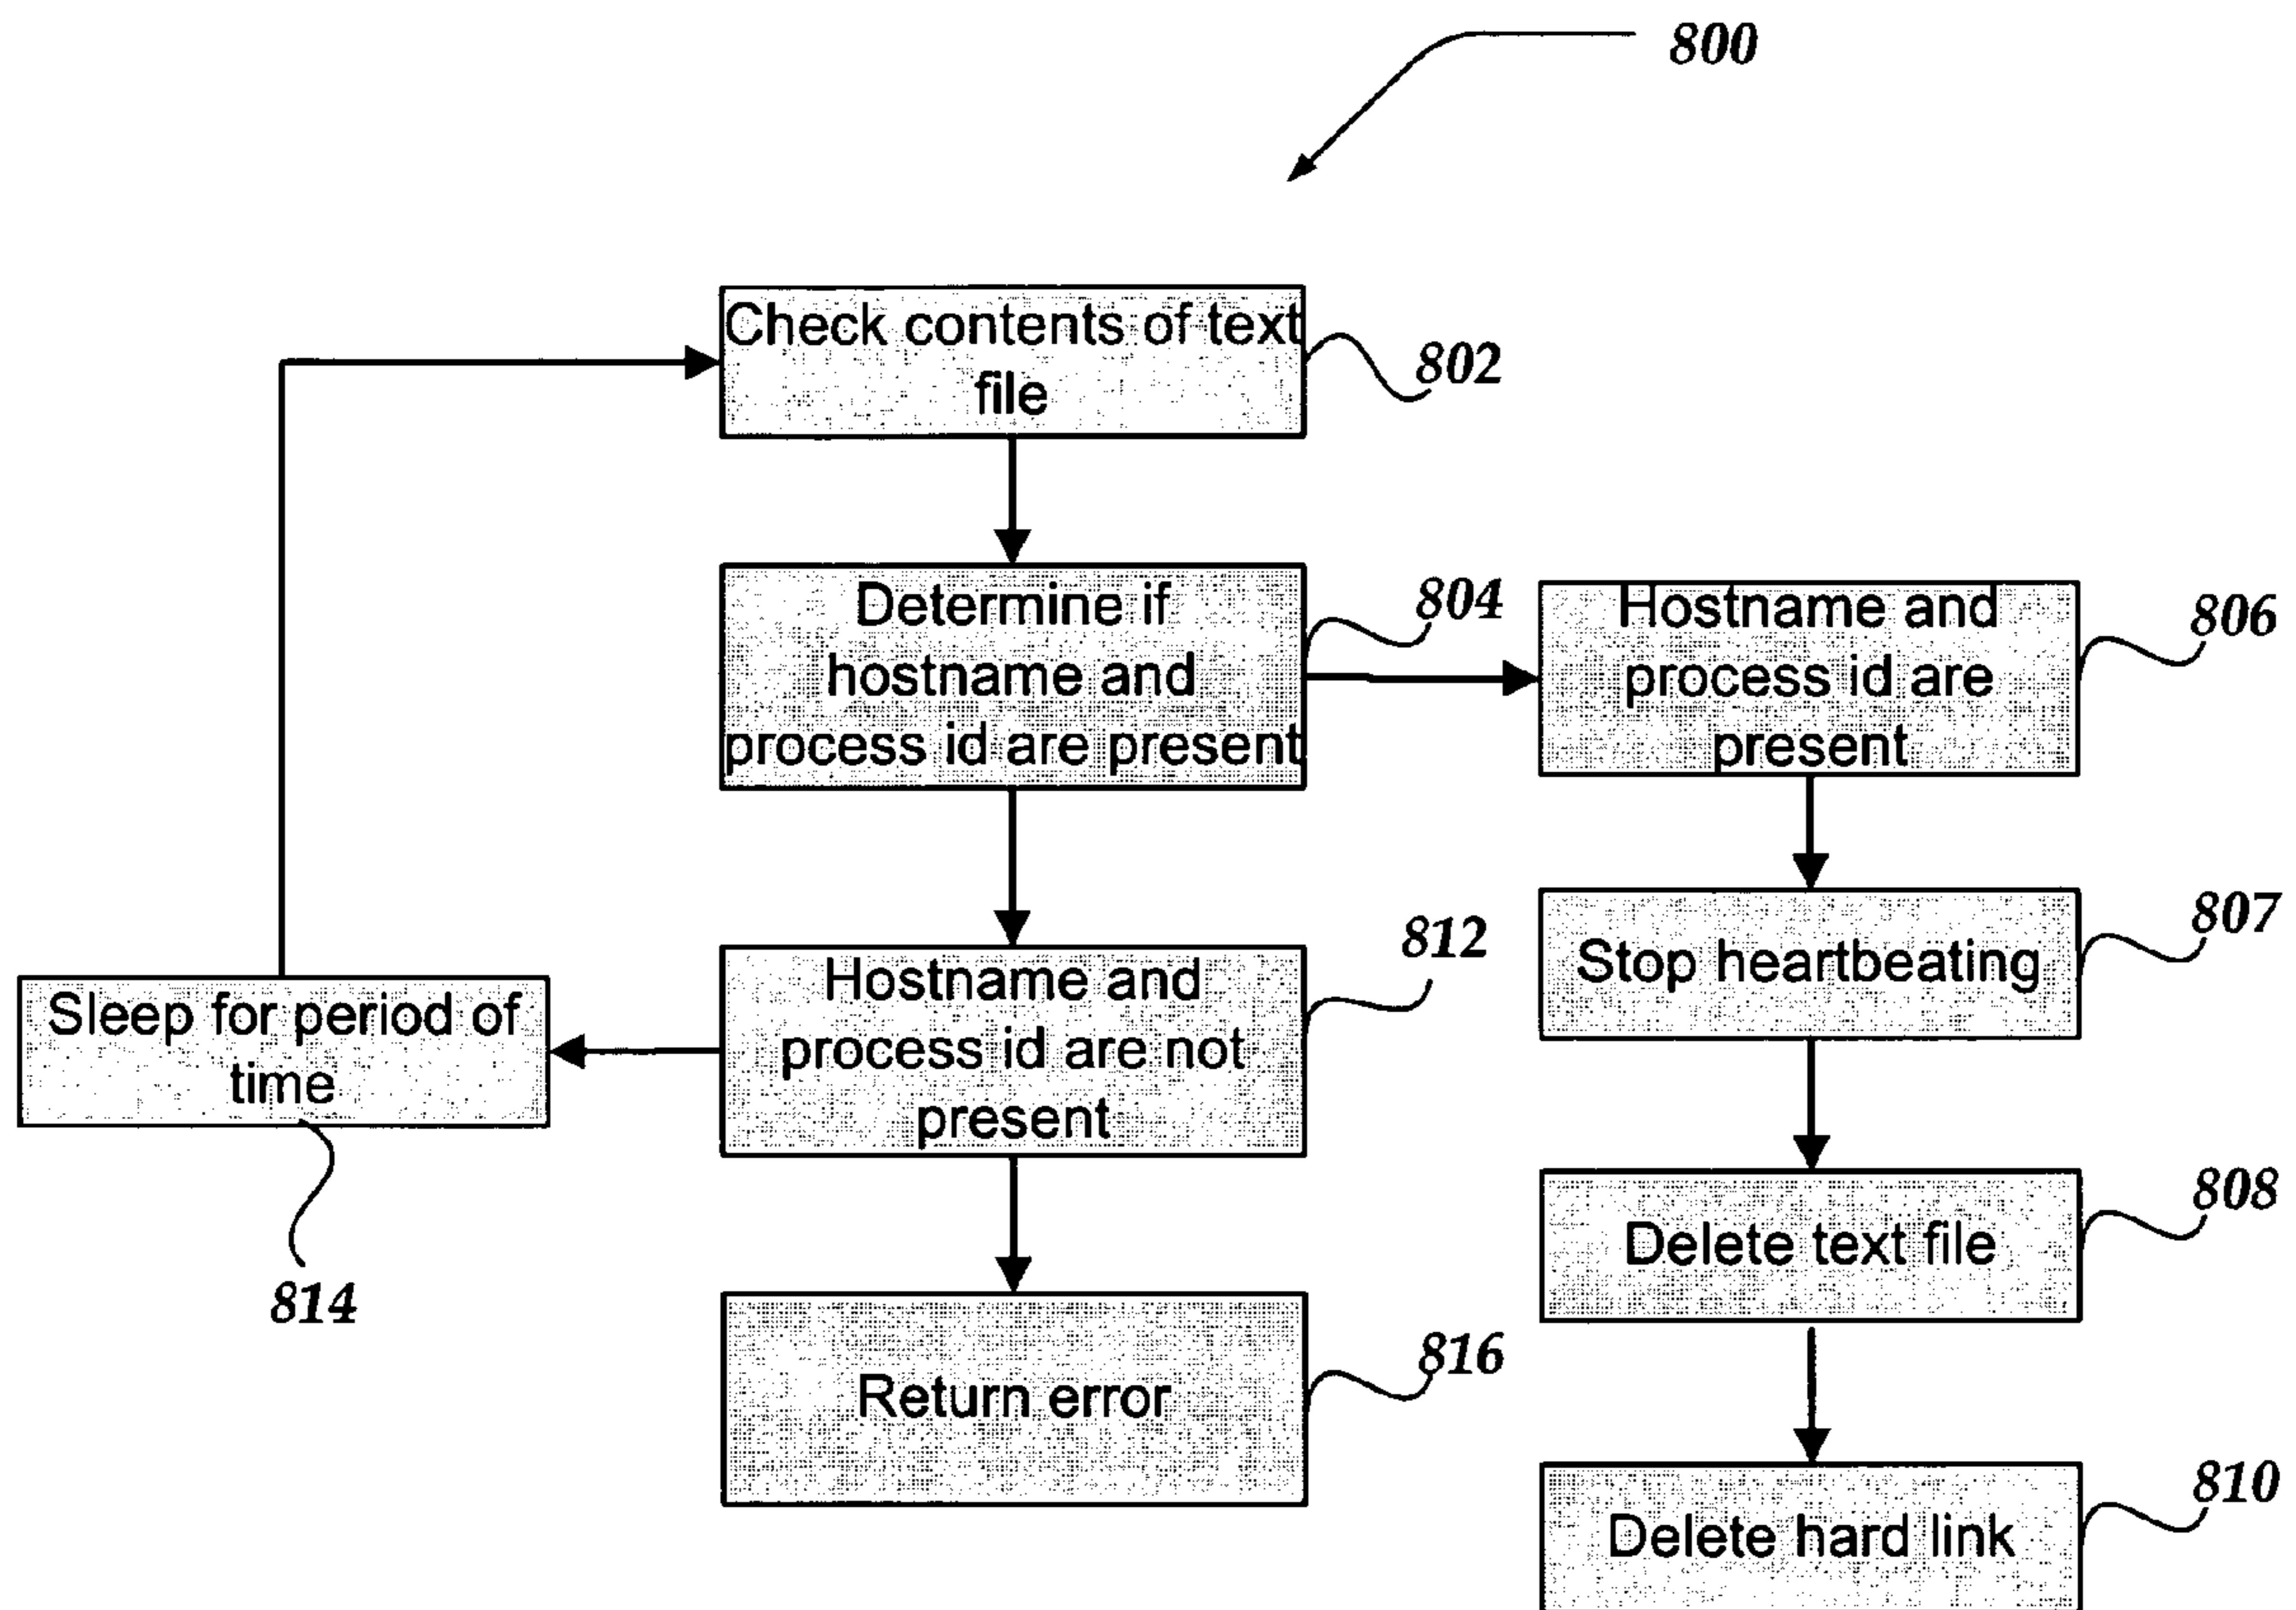 800
Check contents of text
file
802
Determine if
hostname and
process id are present
804
Hostname and
process id are
present
806
Stop heartbeating
807
Hostname and
process id are not
present
812
Sleep for period of
time
814
Delete text file
808
Return error
816
Delete hard link
810